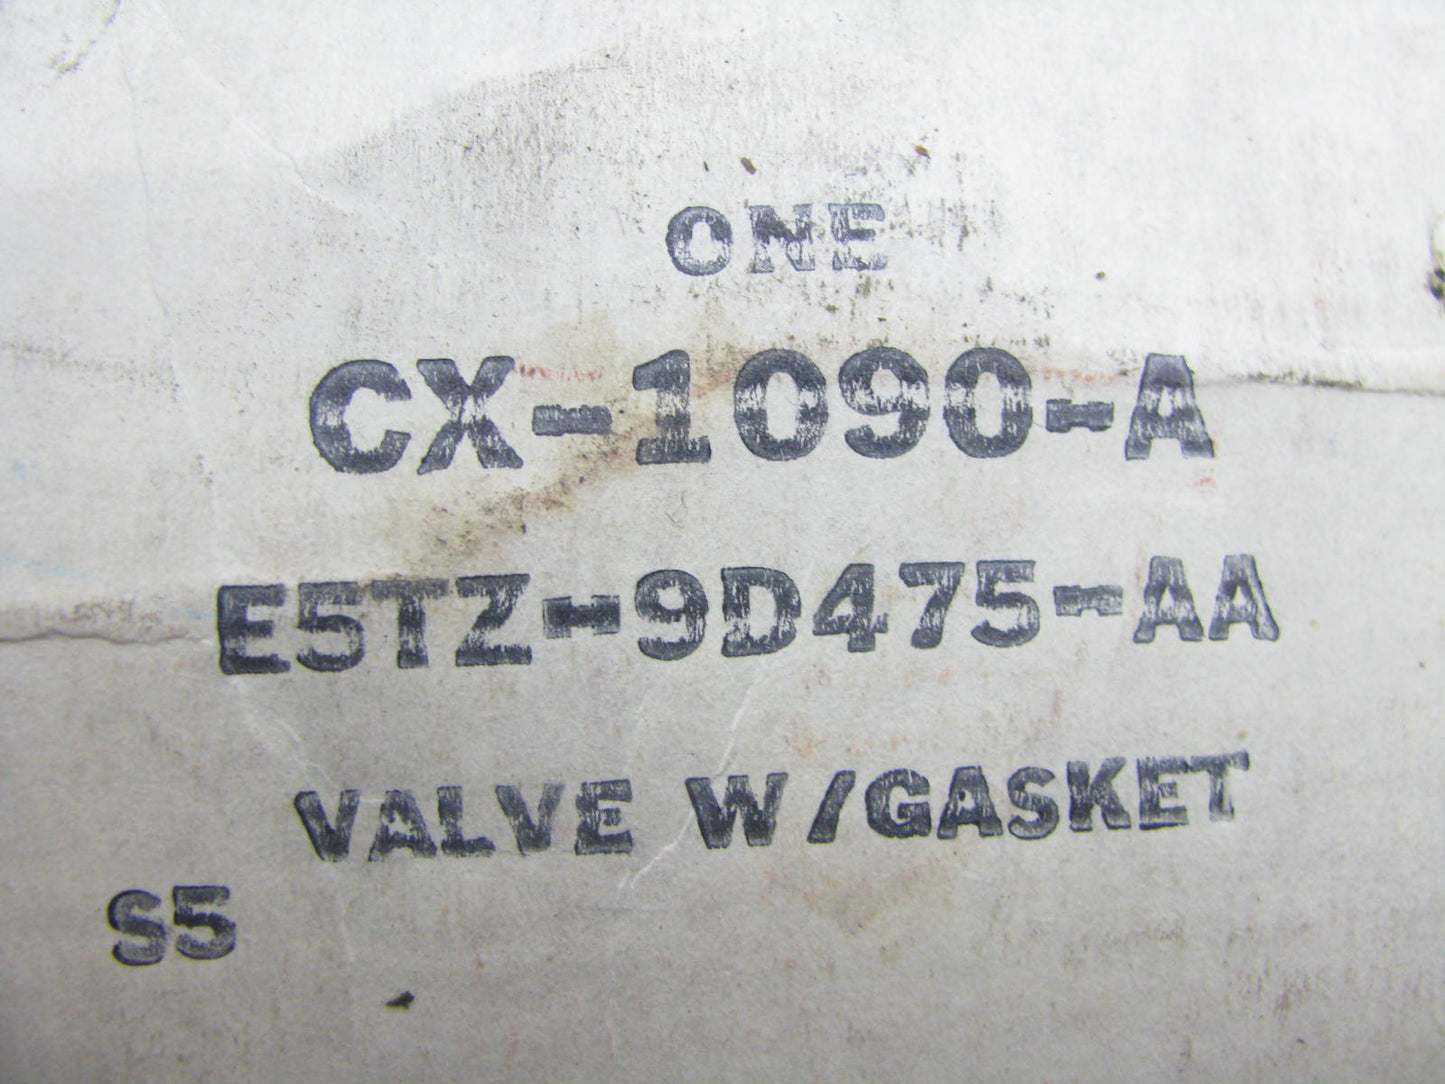 ONE
CX-1090-A
E5TZ-9D475-AA
VALVE W/GASKET
S5